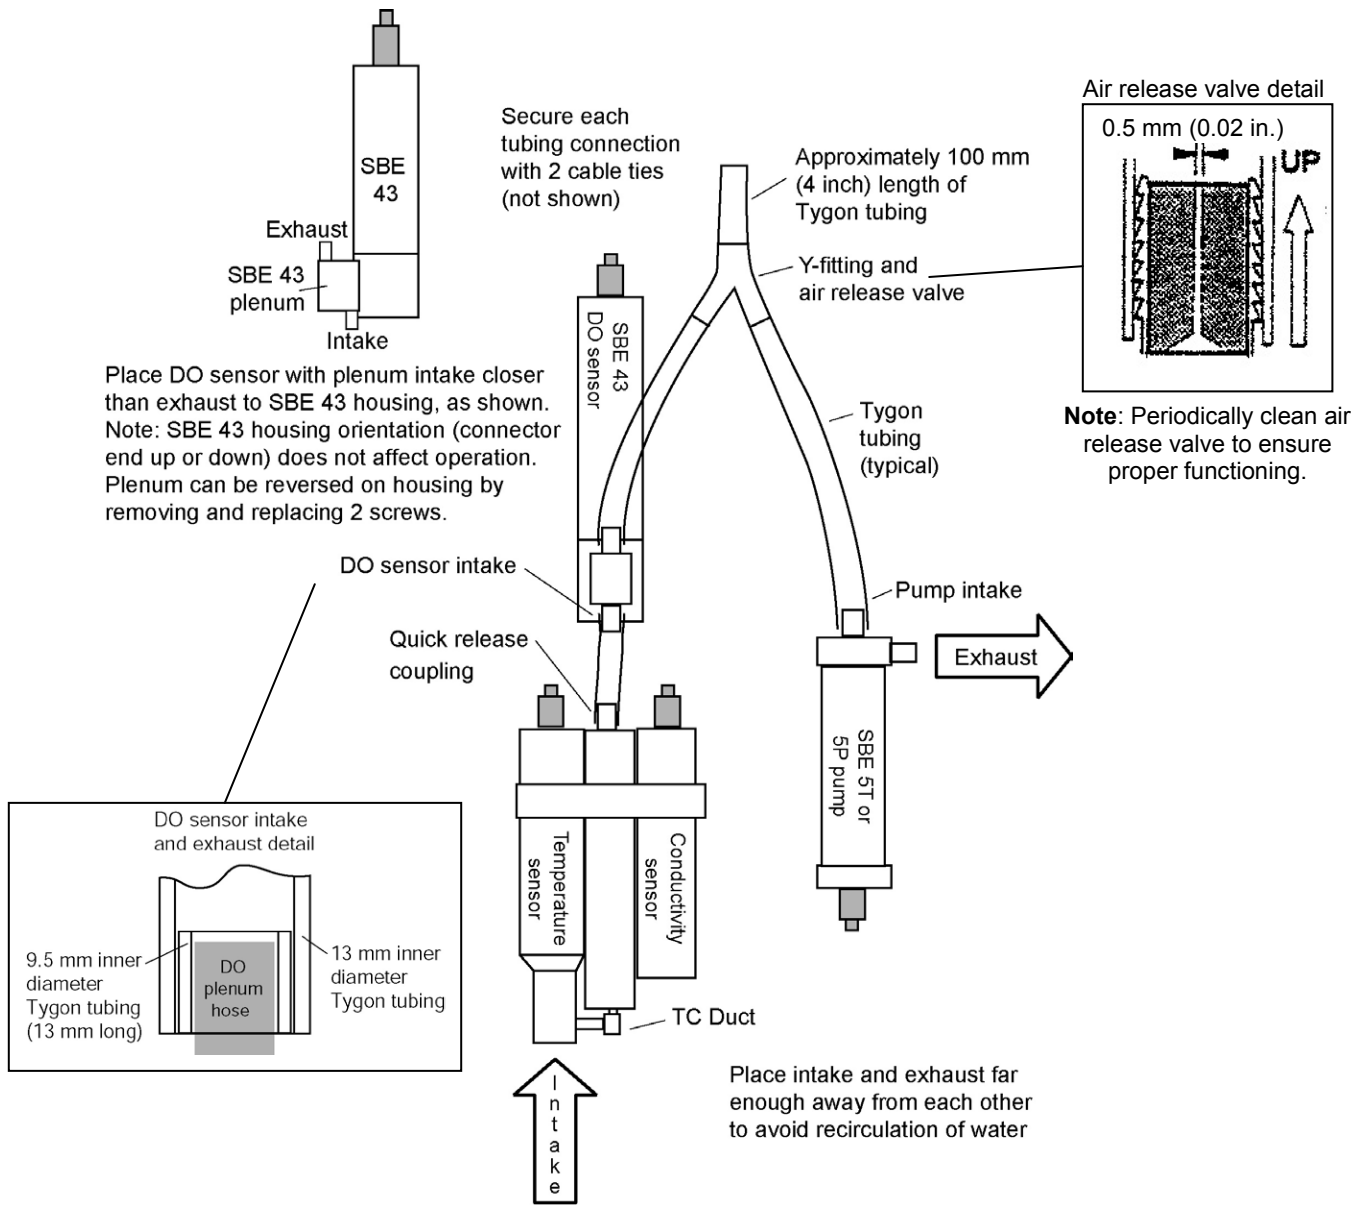 SBE
43
Exhaust
SBE 43
plenum
Intake
Place DO sensor with plenum intake closer
than exhaust to SBE 43 housing, as shown.
Note: SBE 43 housing orientation (connector
end up or down) does not affect operation.
Plenum can be reversed on housing by
removing and replacing 2 screws.
Secure each
tubing connection
with 2 cable ties
(not shown)
Approximately 100 mm
(4 inch) length of
Tygon tubing
Y-fitting and
air release valve
Air release valve detail
0.5 mm (0.02 in.)
UP
Note: Periodically clean air
release valve to ensure
proper functioning.
SBE 43
DO sensor
Tygon
tubing
(typical)
DO sensor intake
Quick release
coupling
Pump intake
Exhaust
SBE 5T or
5P pump
Temperature
sensor
Conductivity
sensor
TC Duct
DO sensor intake
and exhaust detail
9.5 mm inner
diameter
Tygon tubing
(13 mm long)
DO
plenum
hose
13 mm inner
diameter
Tygon tubing
Intake
Place intake and exhaust far
enough away from each other
to avoid recirculation of water